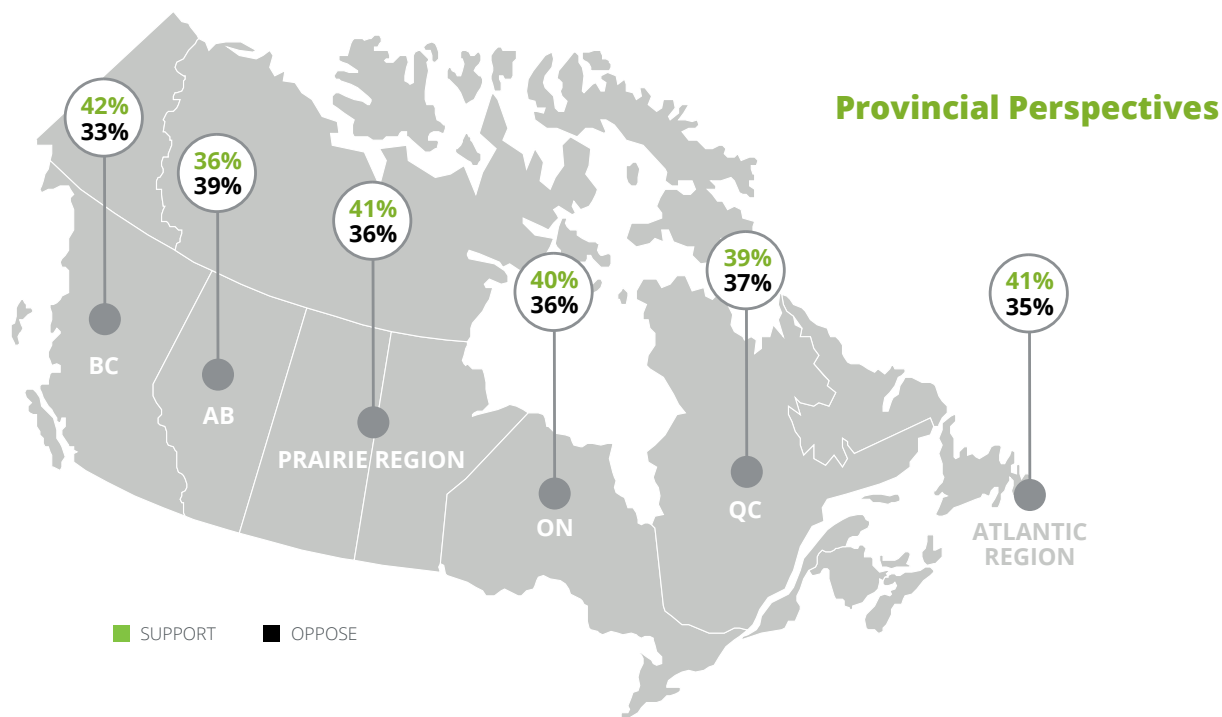 Provincial Perspectives
42%
33%
BC
36%
39%
AB
41%
36%
PRAIRIE REGION
40%
36%
ON
39%
37%
QC
41%
35%
ATLANTIC
REGION
SUPPORT
OPPOSE